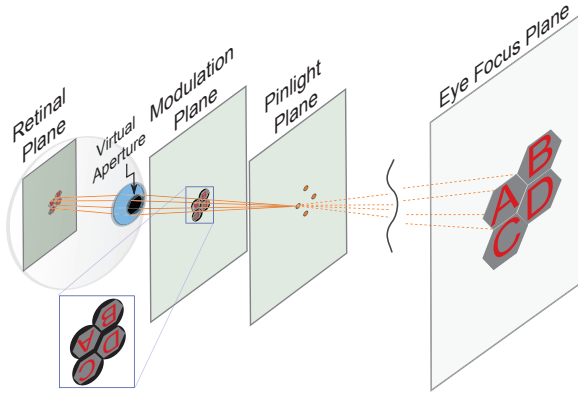 Retinal
Plane
Virtual
Aperture
Modulation
Plane
Pinlight
Plane
Eye Focus Plane
B
A
D
C
B
A
D
C